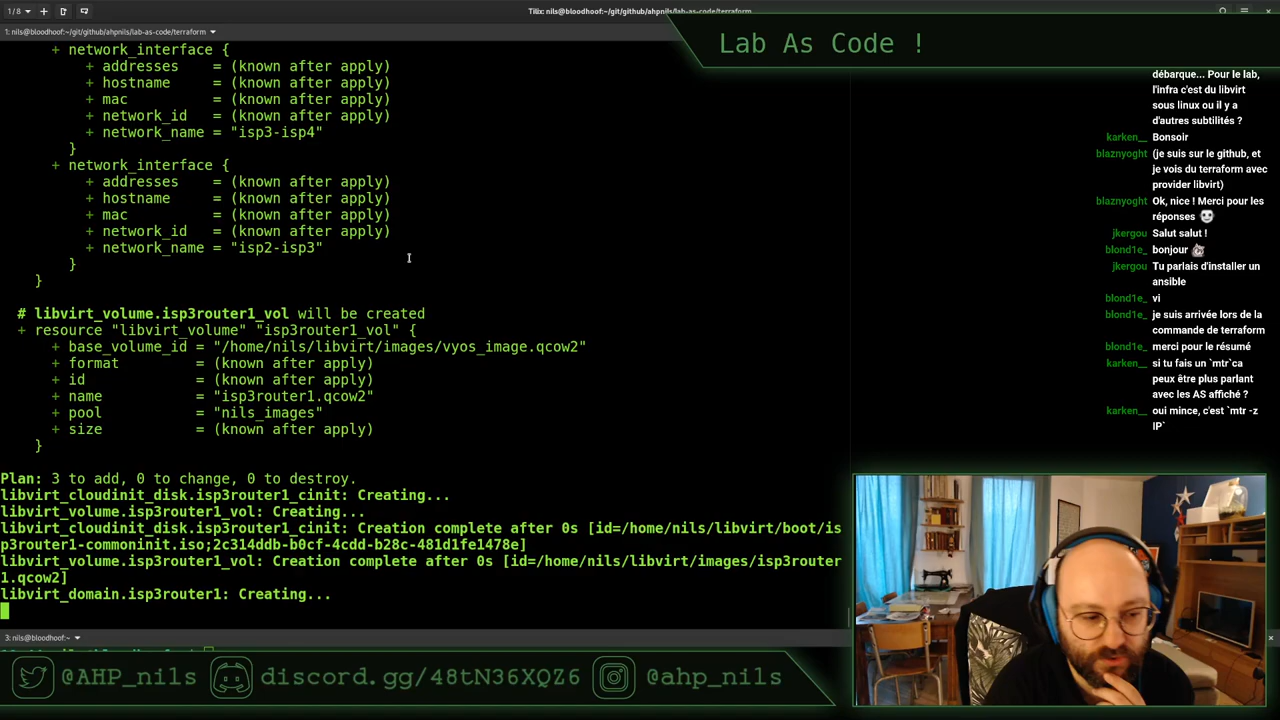 1/8
Tilix: nils@bloodhoof:~/git/github/ahpnils/lab-as-code/terraform
1: nils@bloodhoof:~/git/github/ahpnils/lab-as-code/terraform
Lab As Code !
+ network_interface {
+ addresses = (known after apply)
+ hostname = (known after apply)
+ mac = (known after apply)
+ network_id = (known after apply)
+ network_name = "isp3-isp4"
}
+ network_interface {
+ addresses = (known after apply)
+ hostname = (known after apply)
+ mac = (known after apply)
+ network_id = (known after apply)
+ network_name = "isp2-isp3"
}
}
# libvirt_volume.isp3router1_vol will be created
+ resource "libvirt_volume" "isp3router1_vol" {
+ base_volume_id = "/home/nils/libvirt/images/vyos_image.qcow2"
+ format = (known after apply)
+ id = (known after apply)
+ name = "isp3router1.qcow2"
+ pool = "nils_images"
+ size = (known after apply)
}
Plan: 3 to add, 0 to change, 0 to destroy.
libvirt_cloudinit_disk.isp3router1_cinit: Creating...
libvirt_volume.isp3router1_vol: Creating...
libvirt_cloudinit_disk.isp3router1_cinit: Creation complete after 0s [id=/home/nils/libvirt/boot/is
p3router1-commoninit.iso;2c314ddb-b0cf-4cdd-b28c-481d1fe1478e]
libvirt_volume.isp3router1_vol: Creation complete after 0s [id=/home/nils/libvirt/images/isp3router
1.qcow2]
libvirt_domain.isp3router1: Creating...
3: nils@bloodhoof:~
débarque... Pour le lab,
l'infra c'est du libvirt
sous linux ou il y a
d'autres subtilités ?
karken__ Bonsoir
blaznyoght (je suis sur le github, et
je vois du terraform avec
provider libvirt)
blaznyoght Ok, nice ! Merci pour les
réponses
jkergou Salut salut !
blond1e_ bonjour
jkergou Tu parlais d'installer un
ansible
blond1e_ vi
blond1e_ je suis arrivée lors de la
commande de terraform
blond1e_ merci pour le résumé
karken__ si tu fais un `mtr`ca
peux être plus parlant
avec les AS affiché ?
karken__ oui mince, c'est `mtr -z
IP`
@AHP_nils discord.gg/48tN36XQZ6 @ahp_nils